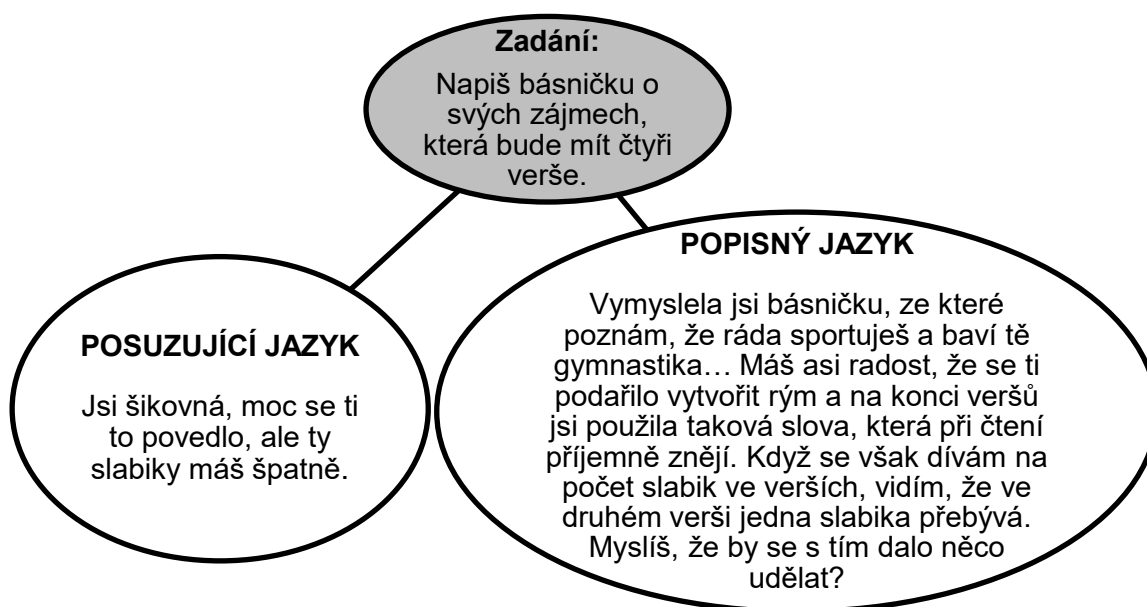 Zadání:
Napiš básničku o
svých zájmech,
která bude mít čtyři
verše.
POSUZUJÍCÍ JAZYK
Jsi šikovná, moc se ti
to povedlo, ale ty
slabiky máš špatně.
POPISNÝ JAZYK
Vymyslela jsi básničku, ze které
poznám, že ráda sportuješ a baví tě
gymnastika… Máš asi radost, že se ti
podařilo vytvořit rým a na konci veršů
jsi použila taková slova, která při čtení
příjemně znějí. Když se však dívám na
počet slabik ve verších, vidím, že ve
druhém verši jedna slabika přebývá.
Myslíš, že by se s tím dalo něco
udělat?